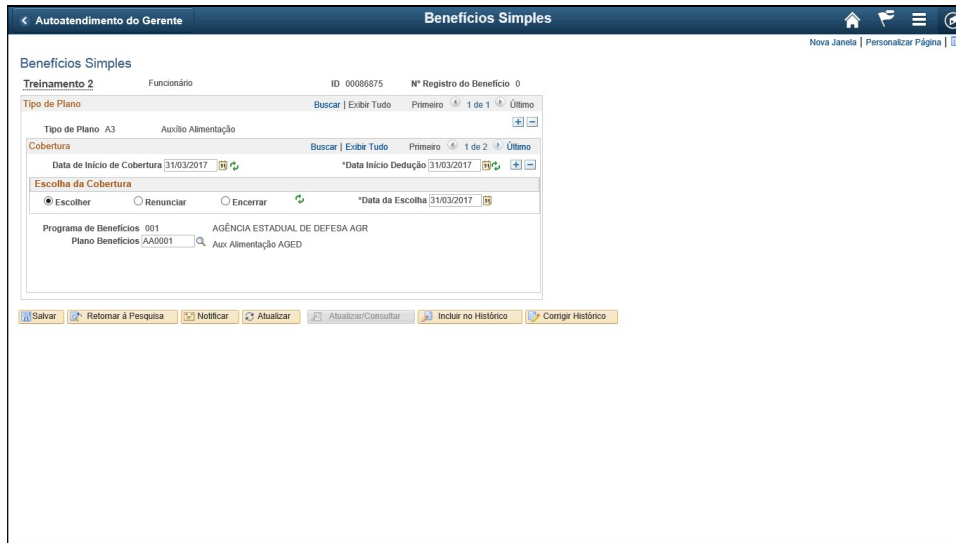 Autoatendimento do Gerente Benefícios Simples
Nova Janela | Personalizar Página |
Benefícios Simples
Treinamento 2 Funcionário ID 00086875 Nº Registro do Benefício 0
Tipo de Plano Buscar | Exibir Tudo Primeiro 1 de 1 Último
Tipo de Plano A3 Auxílio Alimentação
Cobertura Buscar | Exibir Tudo Primeiro 1 de 2 Último
Data de Início de Cobertura 31/03/2017 *Data Início Dedução 31/03/2017
Escolha da Cobertura
Escolher Renunciar Encerrar *Data da Escolha 31/03/2017
Programa de Benefícios 001 AGÊNCIA ESTADUAL DE DEFESA AGR
Plano Benefícios AA0001 Aux Alimentação AGED
Salvar Retornar à Pesquisa Notificar Atualizar Atualizar/Consultar Incluir no Histórico Corrigir Histórico